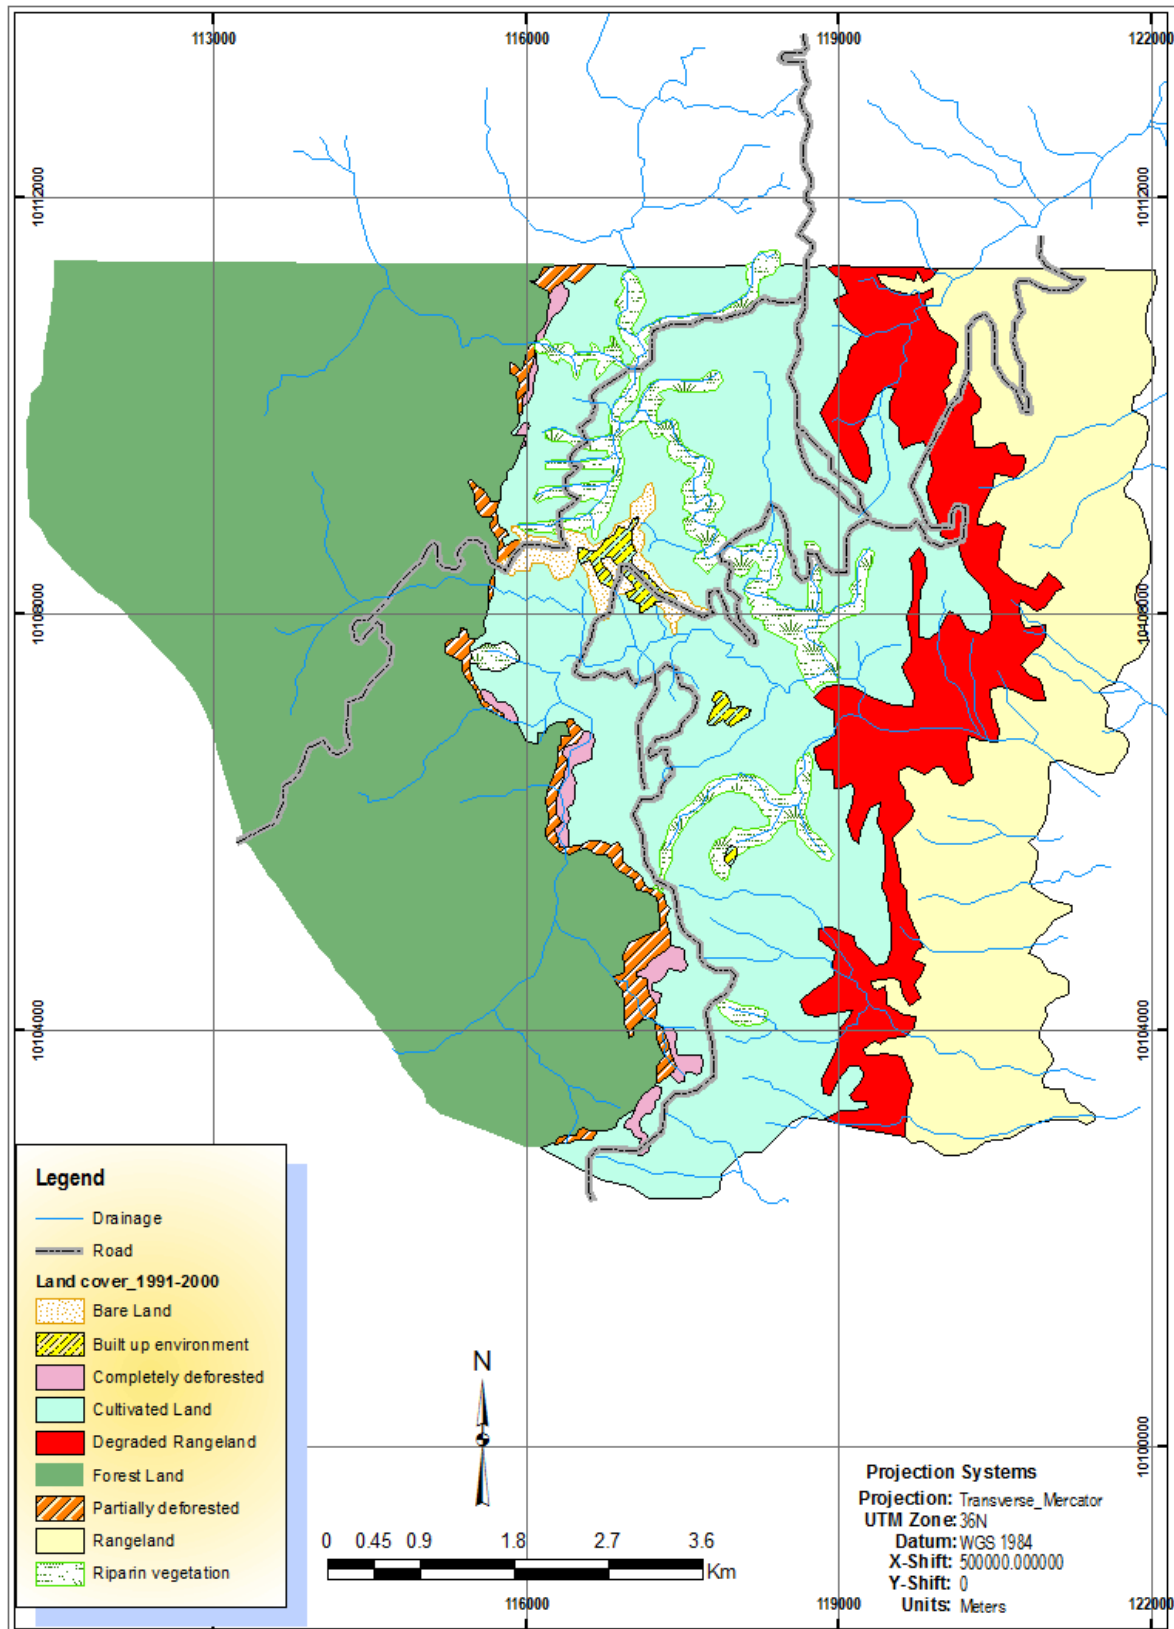 113000 116000 119000 122000
10112000 10112000
10108000 10408000
10104000 10104000
Legend
Drainage
Road
Land cover_1991-2000
Bare Land
Built up environment
Completely deforested
Cultivated Land
Degraded Rangeland
Forest Land
Partially deforested
Rangeland
Riparin vegetation
N
0 0.45 0.9 1.8 2.7 3.6
Km
10100000
Projection Systems
Projection: Transverse_Mercator
UTM Zone: 36N
Datum: WGS 1984
X-Shift: 500000.000000
Y-Shift: 0
Units: Meters
116000 119000 122000